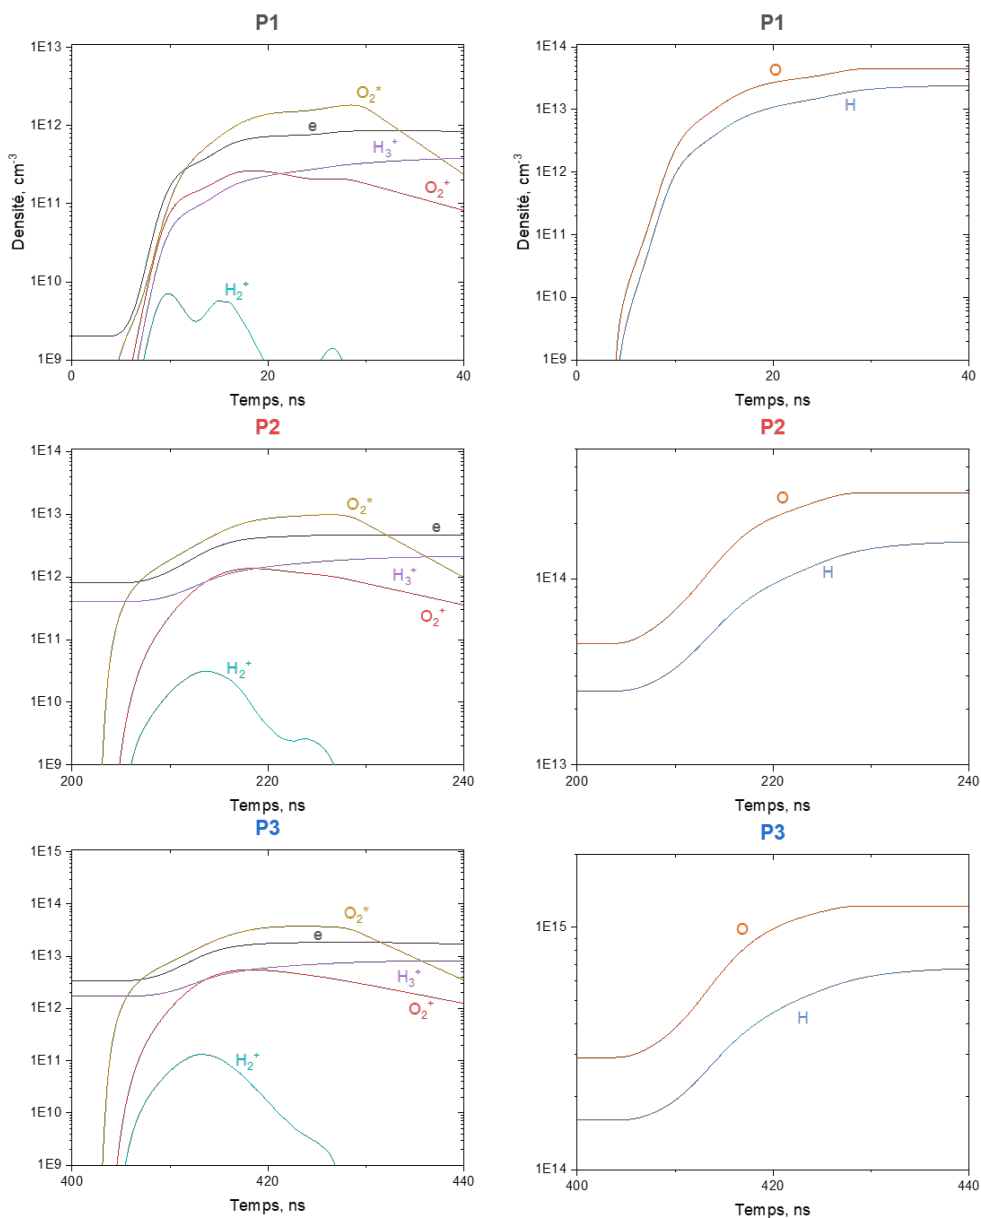 P1
1E13
1E12
1E11
1E10
1E9
Densité, cm⁻³
O₂*
e
H₃⁺
O₂⁺
H₂⁺
0
20
40
Temps, ns
P1
1E14
1E13
1E12
1E11
1E10
1E9
Densité, cm⁻³
O
H
0
20
40
Temps, ns
P2
1E14
1E13
1E12
1E11
1E10
1E9
O₂*
e
H₃⁺
O₂⁺
H₂⁺
200
220
240
Temps, ns
P2
1E14
1E13
O
H
200
220
240
Temps, ns
P3
1E15
1E14
1E13
1E12
1E11
1E10
1E9
O₂*
e
H₃⁺
O₂⁺
H₂⁺
400
420
440
Temps, ns
P3
1E15
1E14
O
H
400
420
440
Temps, ns